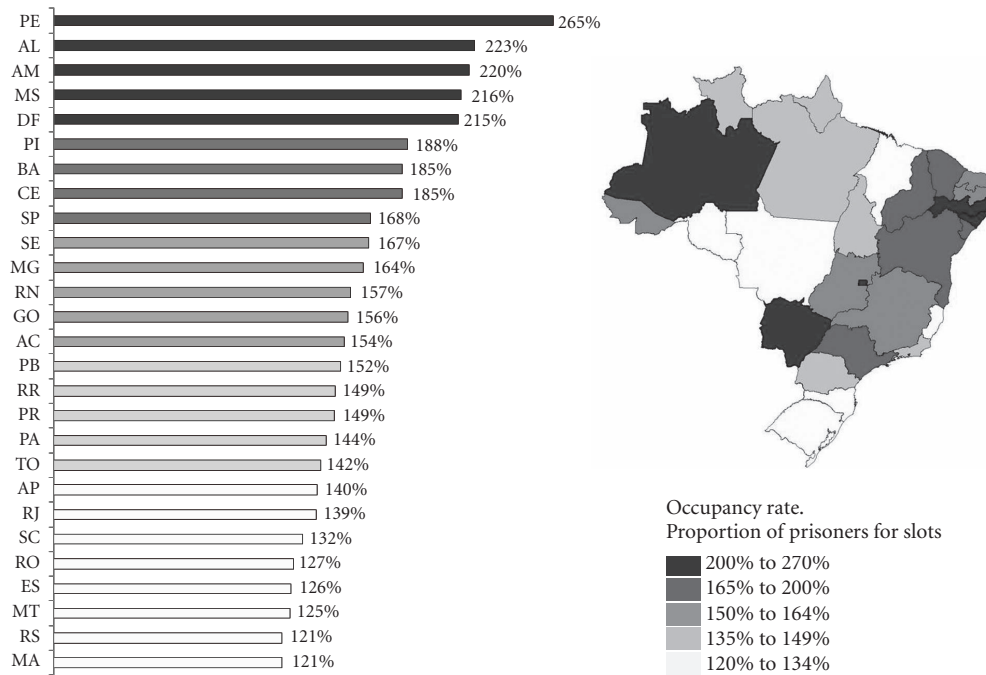 PE 265%
AL 223%
AM 220%
MS 216%
DF 215%
PI 188%
BA 185%
CE 185%
SP 168%
SE 167%
MG 164%
RN 157%
GO 156%
AC 154%
PB 152%
RR 149%
PR 149%
PA 144%
TO 142%
AP 140%
RJ 139%
SC 132%
RO 127%
ES 126%
MT 125%
RS 121%
MA 121%
Occupancy rate.
Proportion of prisoners for slots
200% to 270%
165% to 200%
150% to 164%
135% to 149%
120% to 134%